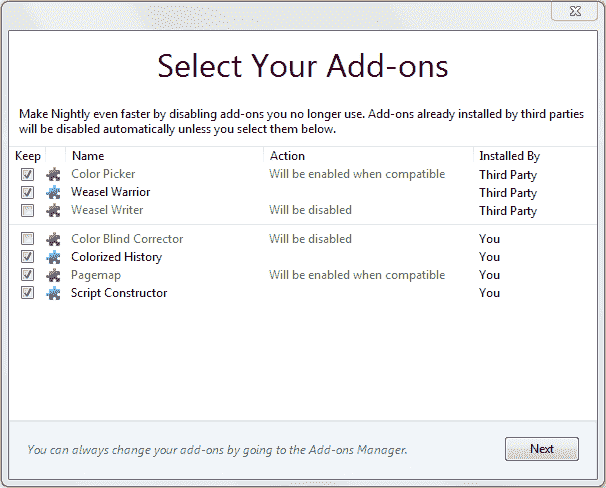 Select Your Add-ons
Make Nightly even faster by disabling add-ons you no longer use. Add-ons already installed by third parties
will be disabled automatically unless you select them below.
Keep Name Action Installed By
Color Picker Will be enabled when compatible Third Party
Weasel Warrior Third Party
Weasel Writer Will be disabled Third Party
Color Blind Corrector Will be disabled You
Colorized History You
Pagemap Will be enabled when compatible You
Script Constructor You
You can always change your add-ons by going to the Add-ons Manager.
Next